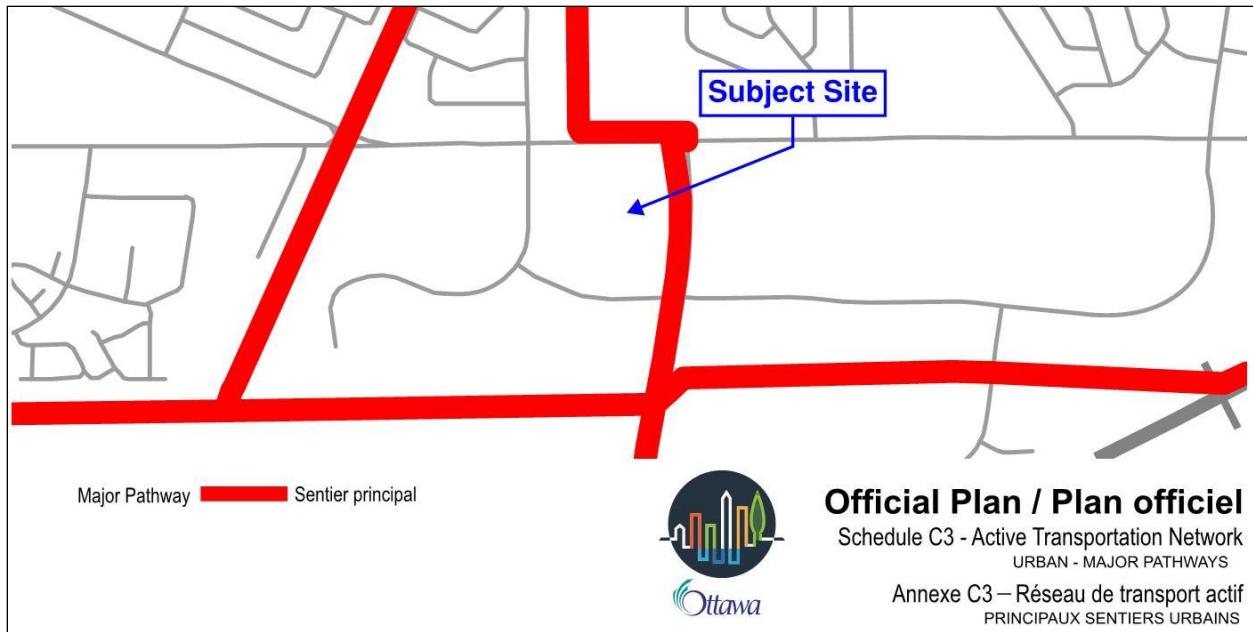 Subject Site
Major Pathway Sentier principal
Official Plan / Plan officiel
Schedule C3 - Active Transportation Network
URBAN - MAJOR PATHWAYS
Ottawa
Annexe C3 – Réseau de transport actif
PRINCIPAUX SENTIERS URBAINS